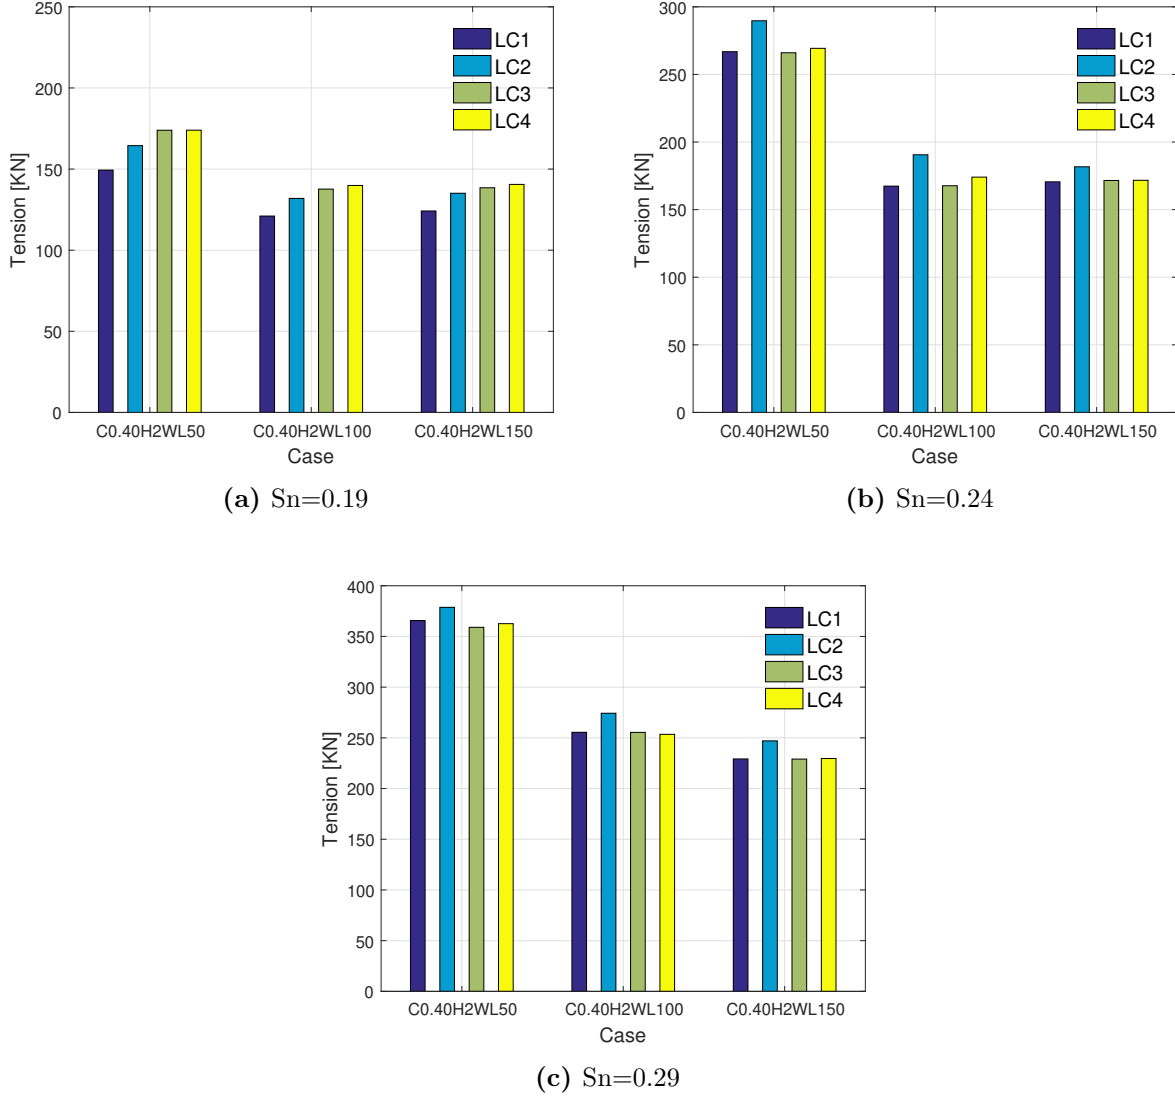 250
200
150
100
50
0
Tension [KN]
LC1
LC2
LC3
LC4
C0.40H2WL50 C0.40H2WL100 C0.40H2WL150
Case
(a) Sn=0.19
300
250
200
150
100
50
0
Tension [KN]
LC1
LC2
LC3
LC4
C0.40H2WL50 C0.40H2WL100 C0.40H2WL150
Case
(b) Sn=0.24
400
350
300
250
200
150
100
50
0
Tension [KN]
LC1
LC2
LC3
LC4
C0.40H2WL50 C0.40H2WL100 C0.40H2WL150
Case
(c) Sn=0.29